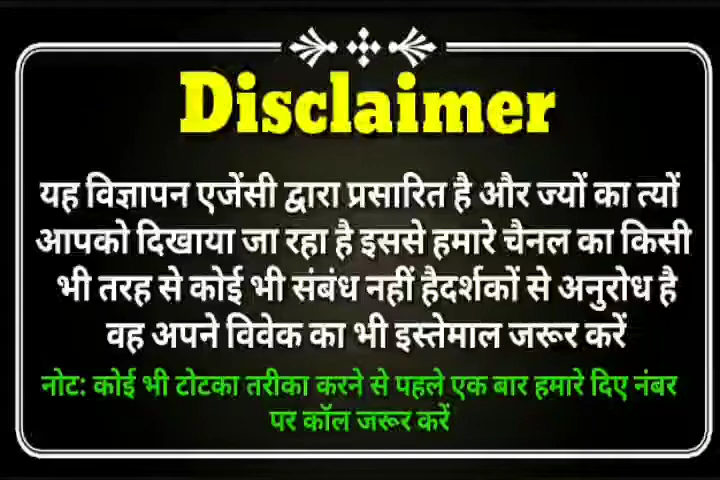 Disclaimer
यह विज्ञापन एजेंसी द्वारा प्रसारित है और ज्यों का त्यों
आपको दिखाया जा रहा है इससे हमारे चैनल का किसी
भी तरह से कोई भी संबंध नहीं हैदर्शकों से अनुरोध है
वह अपने विवेक का भी इस्तेमाल जरूर करें
नोट: कोई भी टोटका तरीका करने से पहले एक बार हमारे दिए नंबर
पर कॉल जरूर करें